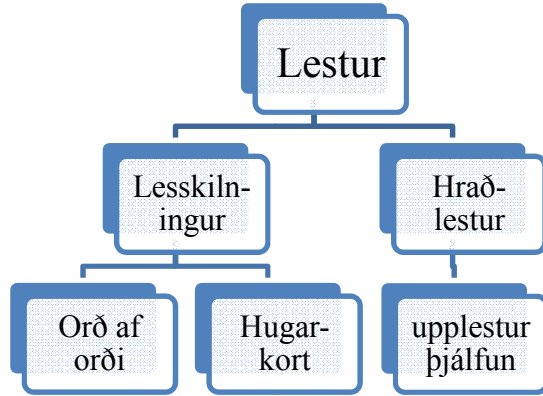 Lestur
Lesskiln-
ingur
Hrað-
lestur
Orð af
orði
Hugar-
kort
upplestur
þjálfun